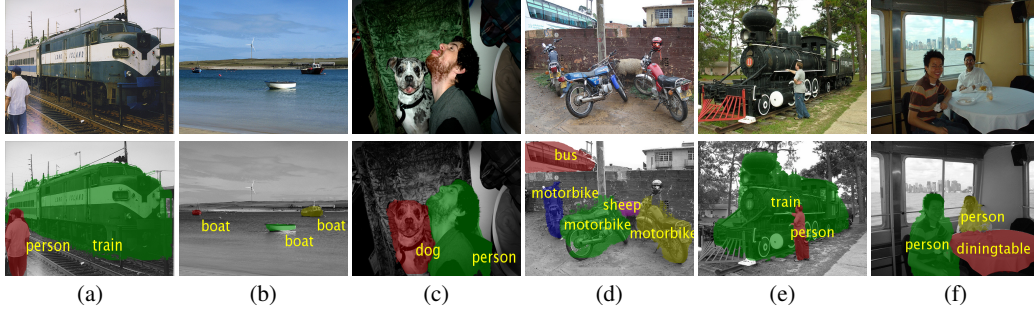 person train
boat boat
boat
dog person
bus
motorbike
sheep
motorbike
motorbike
train
person
person
person
diningtable
(a) (b) (c) (d) (e) (f)